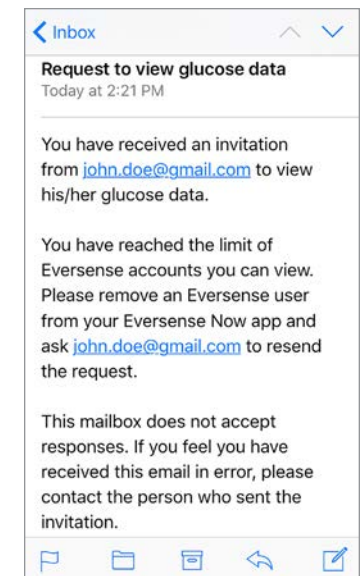 Inbox
Request to view glucose data
Today at 2:21 PM
You have received an invitation
from john.doe@gmail.com to view
his/her glucose data.
You have reached the limit of
Eversense accounts you can view.
Please remove an Eversense user
from your Eversense Now app and
ask john.doe@gmail.com to resend
the request.
This mailbox does not accept
responses. If you feel you have
received this email in error, please
contact the person who sent the
invitation.